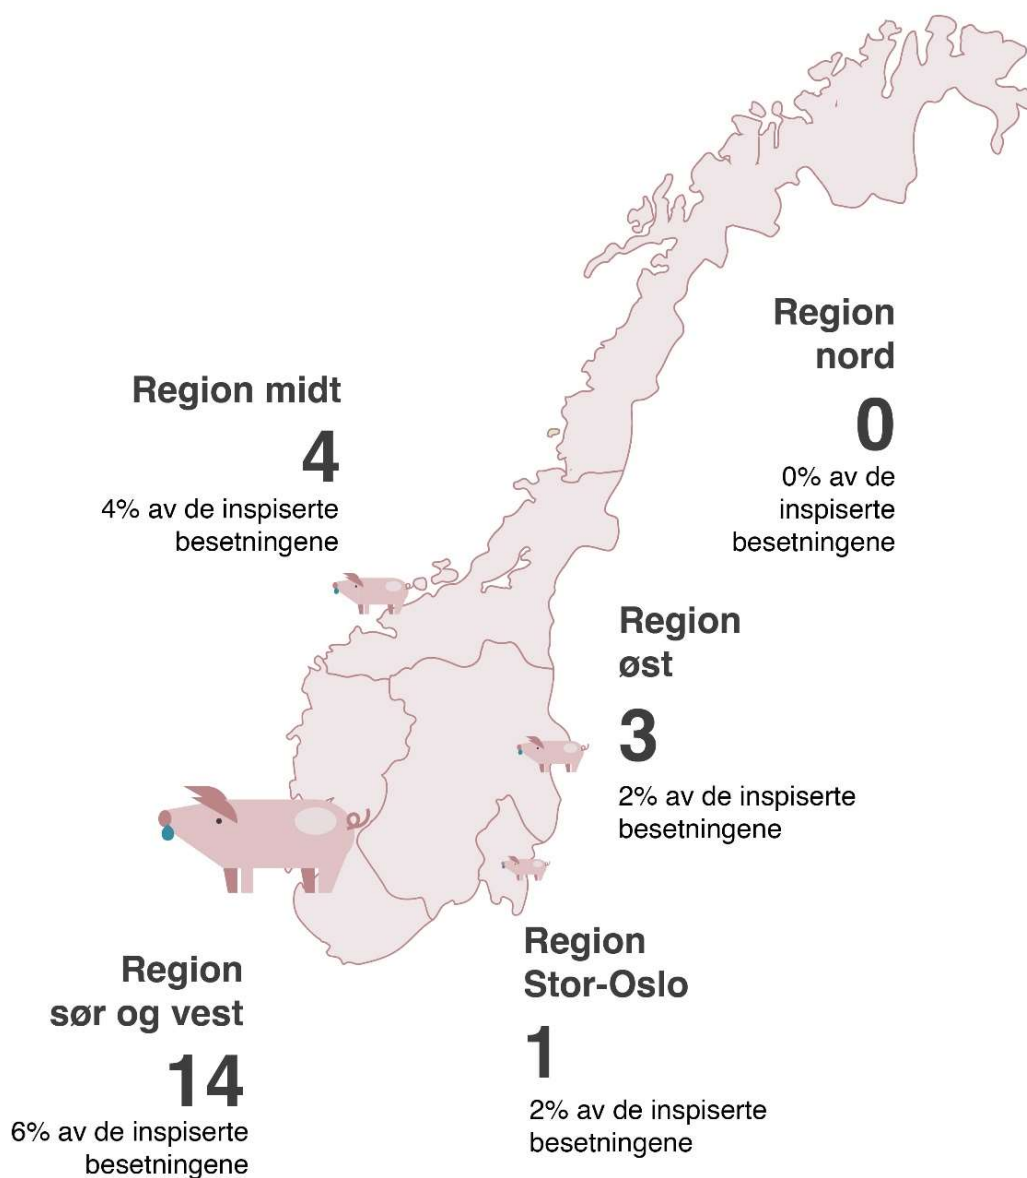 Region
nord
0
0% av de
inspiserte
besetningene
Region midt
4
4% av de inspiserte
besetningene
Region
øst
3
2% av de inspiserte
besetningene
Region
Stor-Oslo
1
2% av de inspiserte
besetningene
Region
sør og vest
14
6% av de inspiserte
besetningene